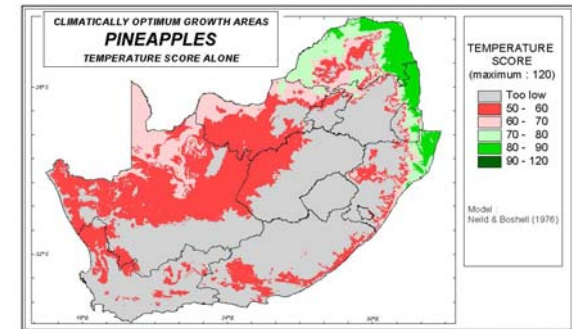 CLIMATICALLY OPTIMUM GROWTH AREAS
PINEAPPLES
TEMPERATURE SCORE ALONE
TEMPERATURE
SCORE
(maximum : 120)
Too low
50 - 60
60 - 70
70 - 80
80 - 90
90 - 120
Model :
Neild & Boshell (1976)